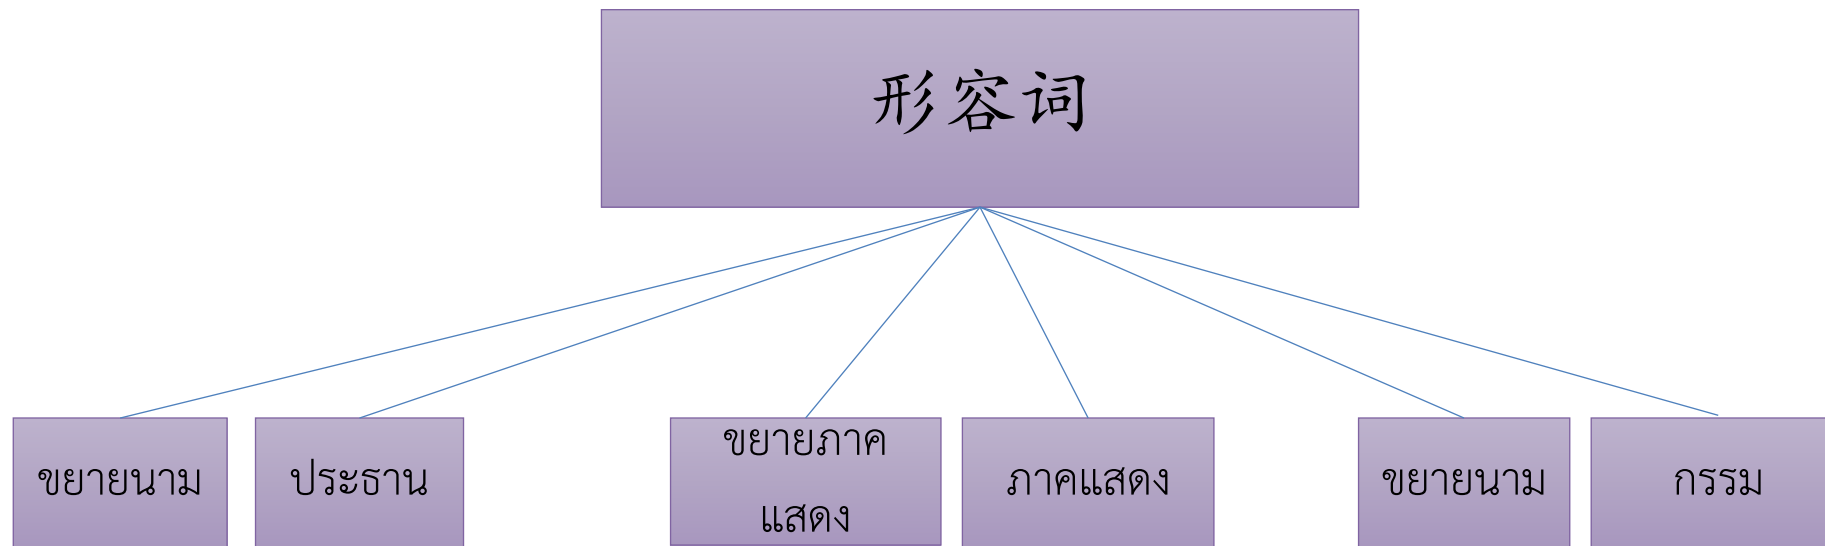 形容词
ขยายนาม
ประธาน
ขยายภาค
แสดง
ภาคแสดง
ขยายนาม
กรรม